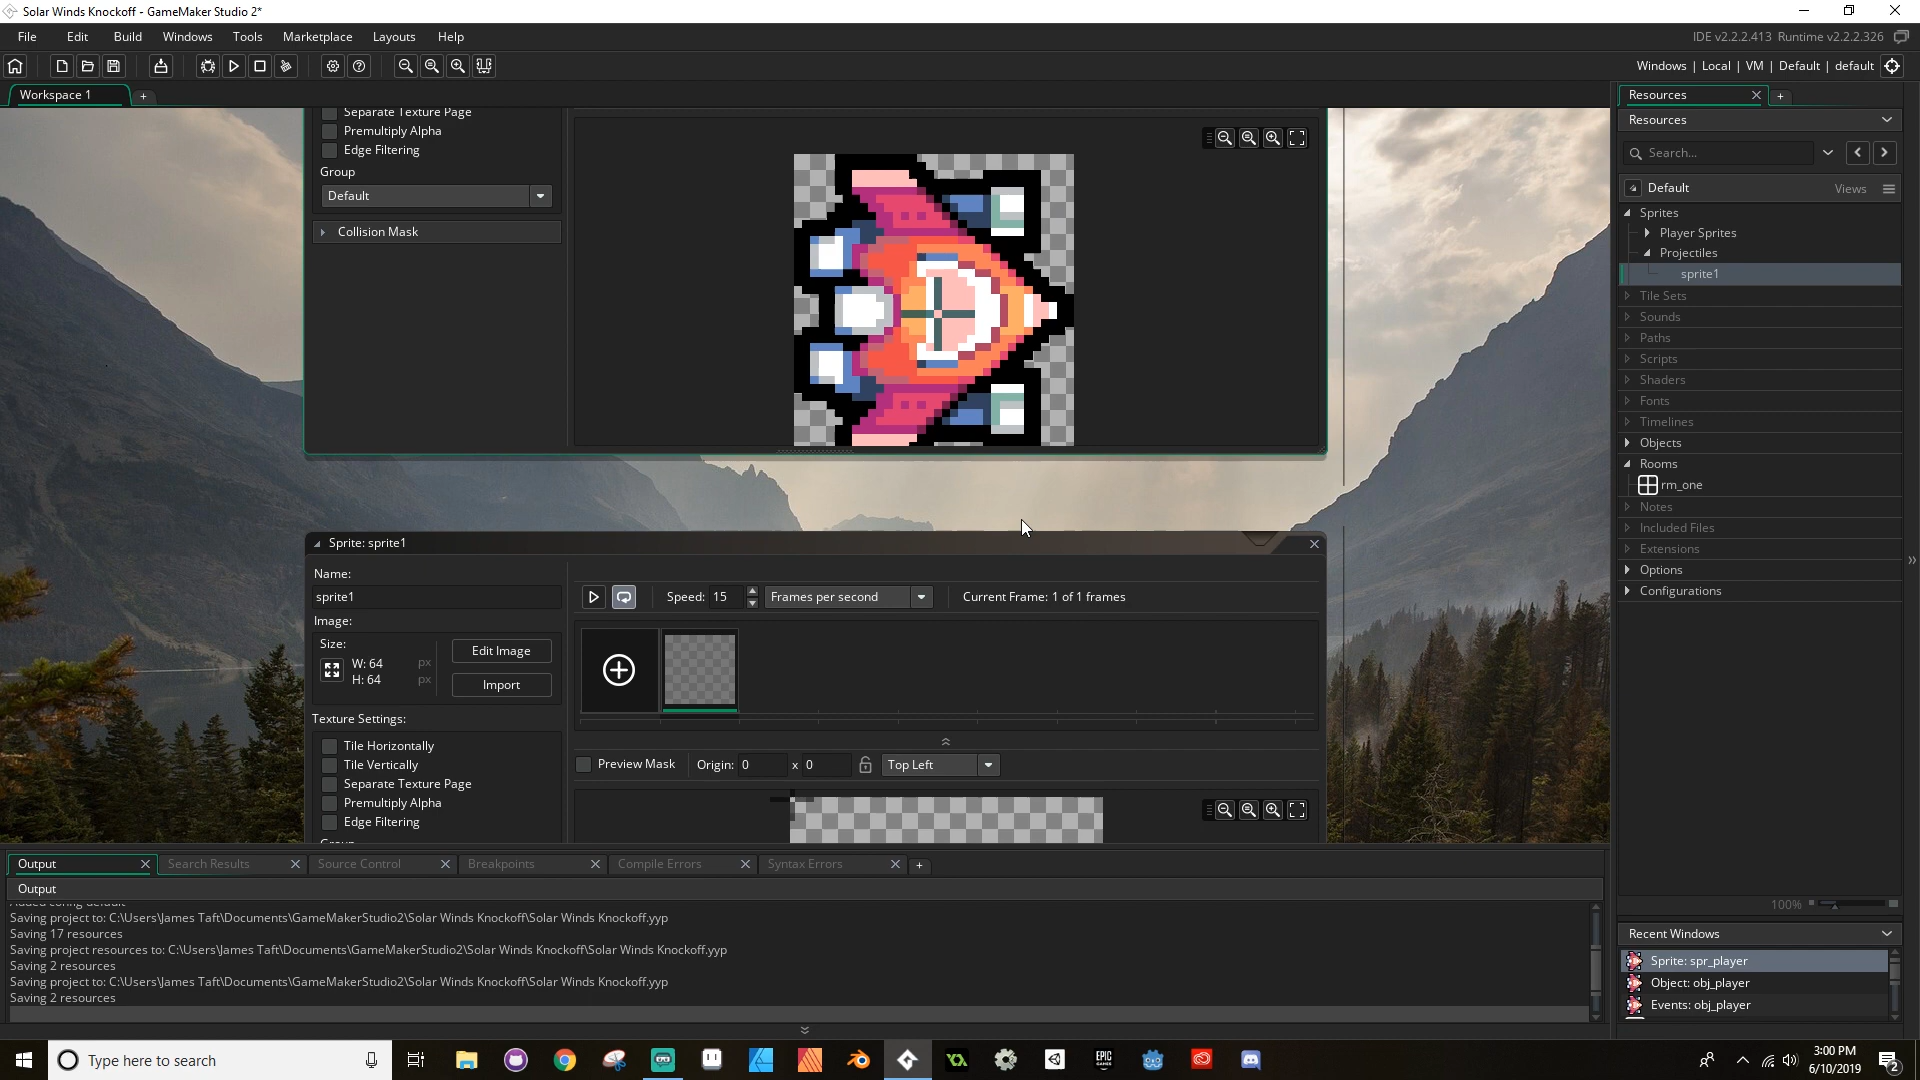 Solar Winds Knockoff - GameMaker Studio 2*
File Edit Build Windows Tools Marketplace Layouts Help
IDE v2.2.2.413 Runtime v2.2.2.326
Windows | Local | VM | Default | default
Workspace 1
Resources
Resources
Search...
Default
Views
Sprites
Player Sprites
Projectiles
sprite1
Tile Sets
Sounds
Paths
Scripts
Shaders
Fonts
Timelines
Objects
Rooms
rm_one
Notes
Included Files
Extensions
Options
Configurations
100%
Recent Windows
Sprite: spr_player
Object: obj_player
Events: obj_player
Separate Texture Page
Premultiply Alpha
Edge Filtering
Group
Default
Collision Mask
Sprite: sprite1
Name:
sprite1
Image:
Size:
W: 64 px
H: 64 px
Edit Image
Import
Texture Settings:
Tile Horizontally
Tile Vertically
Separate Texture Page
Premultiply Alpha
Edge Filtering
Speed: 15 Frames per second
Current Frame: 1 of 1 frames
Preview Mask
Origin: 0 x 0
Top Left
Output Search Results Source Control Breakpoints Compile Errors Syntax Errors
Output
Saving project to: C:\Users\James Taft\Documents\GameMakerStudio2\Solar Winds Knockoff\Solar Winds Knockoff.yyp
Saving 17 resources
Saving project resources to: C:\Users\James Taft\Documents\GameMakerStudio2\Solar Winds Knockoff\Solar Winds Knockoff.yyp
Saving 2 resources
Saving project to: C:\Users\James Taft\Documents\GameMakerStudio2\Solar Winds Knockoff\Solar Winds Knockoff.yyp
Saving 2 resources
Type here to search
EPIC GAMES
3:00 PM
6/10/2019
2